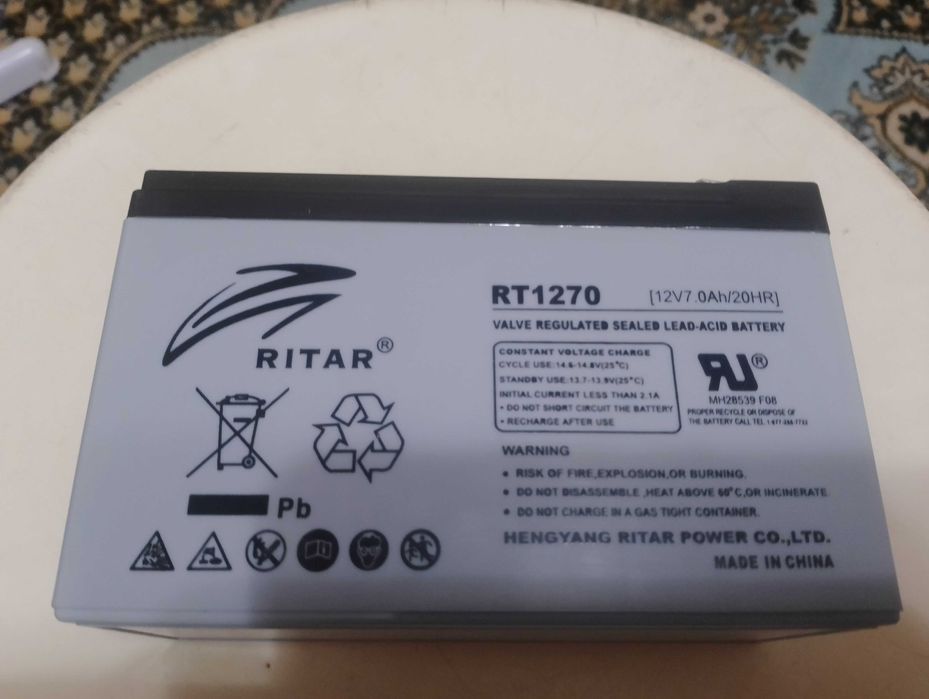 RITAR®
Pb
RT1270 [12V7.0Ah/20HR]
VALVE REGULATED SEALED LEAD-ACID BATTERY
CONSTANT VOLTAGE CHARGE
CYCLE USE:14.6-14.8V(25°C)
STANDBY USE:13.7-13.9V(25°C)
INITIAL CURRENT LESS THAN 2.1A
• DO NOT SHORT CIRCUIT THE BATTERY
• RECHARGE AFTER USE
RU®
MH28539 F08
PROPER RECYCLE OR DISPOSE OF
THE BATTERY CALL TEL
WARNING
• RISK OF FIRE,EXPLOSION,OR BURNING.
• DO NOT DISASSEMBLE ,HEAT ABOVE 60°C,OR INCINERATE
• DO NOT CHARGE IN A GAS TIGHT CONTAINER.
HENGYANG RITAR POWER CO.,LTD.
MADE IN CHINA